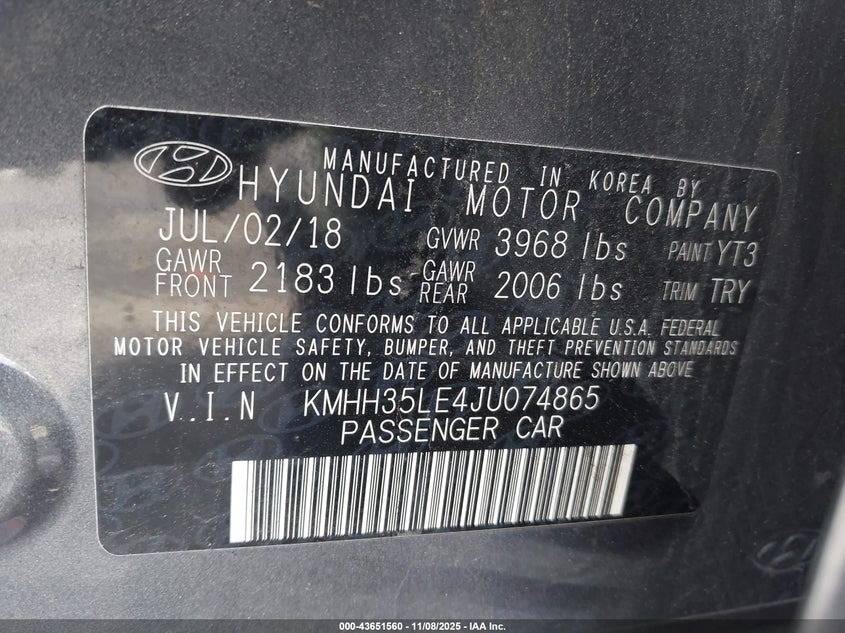 MANUFACTURED IN KOREA BY
HYUNDAI MOTOR COMPANY
JUL/02/18 GVWR 3968 lbs PAINT YT3
GAWR FRONT 2183 lbs GAWR REAR 2006 lbs TRIM TRY
THIS VEHICLE CONFORMS TO ALL APPLICABLE U.S.A. FEDERAL
MOTOR VEHICLE SAFETY, BUMPER, AND THEFT PREVENTION STANDARDS
IN EFFECT ON THE DATE OF MANUFACTURE SHOWN ABOVE
V.I.N KMHH35LE4JU074865
PASSENGER CAR
000-43651560 - 11/08/2025 - IAA Inc.